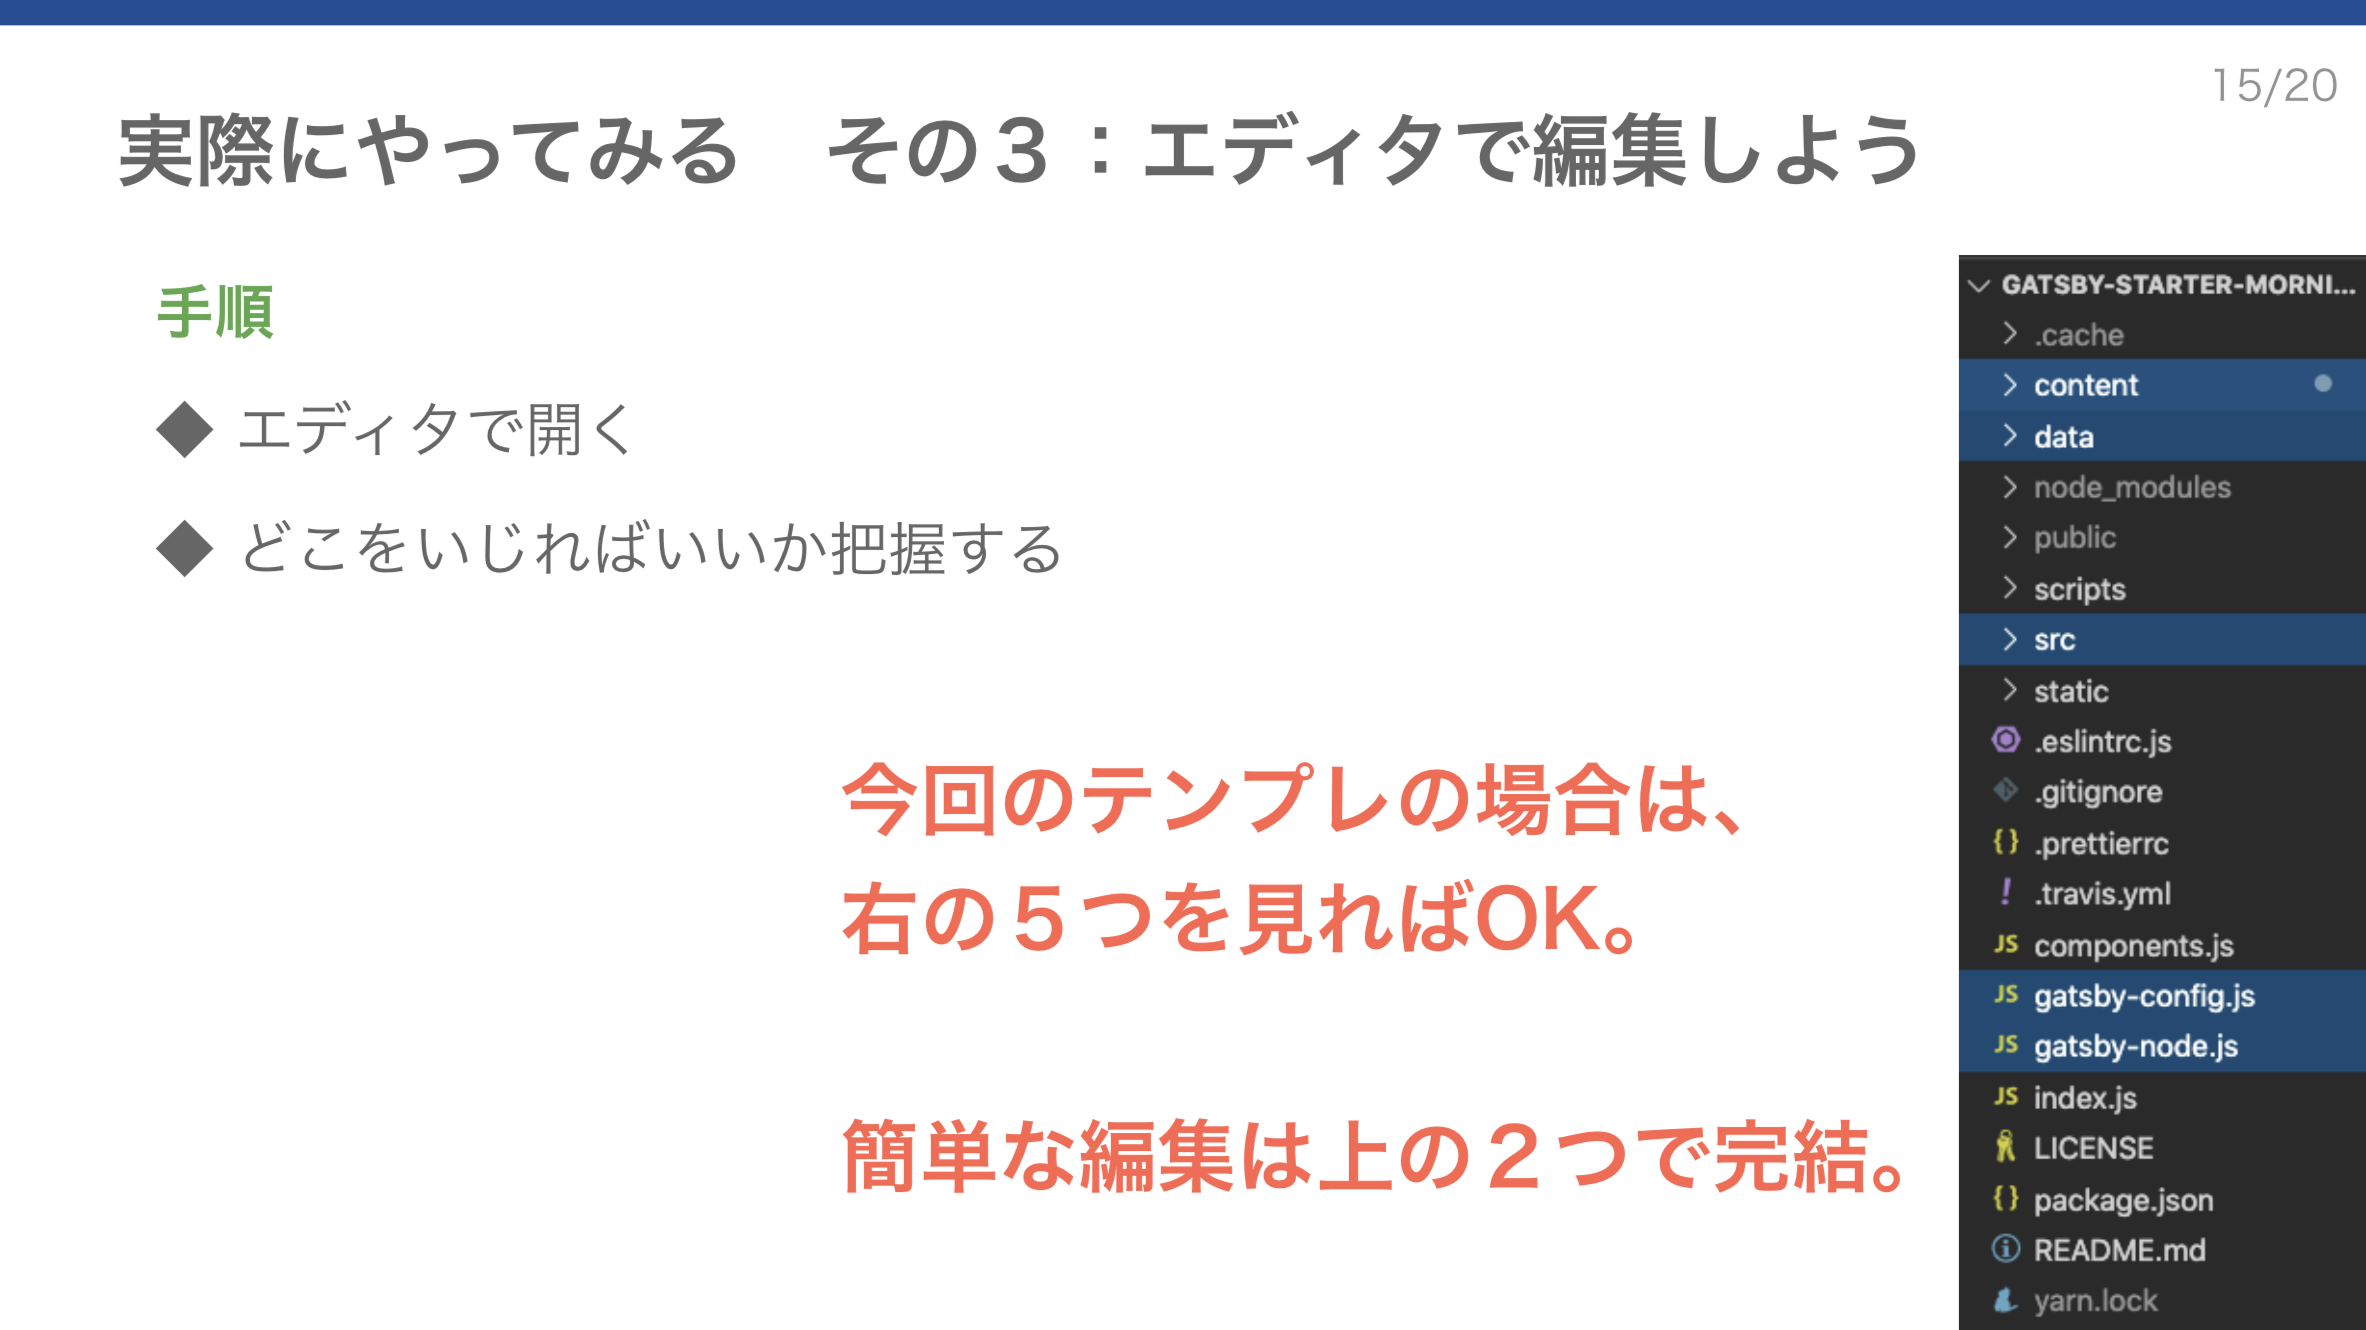 15/20
実際にやってみる　その３：エディタで編集しよう
手順
◆ エディタで開く
◆ どこをいじればいいか把握する
今回のテンプレの場合は、
右の５つを見ればOK。
簡単な編集は上の２つで完結。
GATSBY-STARTER-MORNI...
.cache
content
data
node_modules
public
scripts
src
static
.eslintrc.js
.gitignore
{} .prettierrc
! .travis.yml
JS components.js
JS gatsby-config.js
JS gatsby-node.js
JS index.js
LICENSE
{} package.json
README.md
yarn.lock